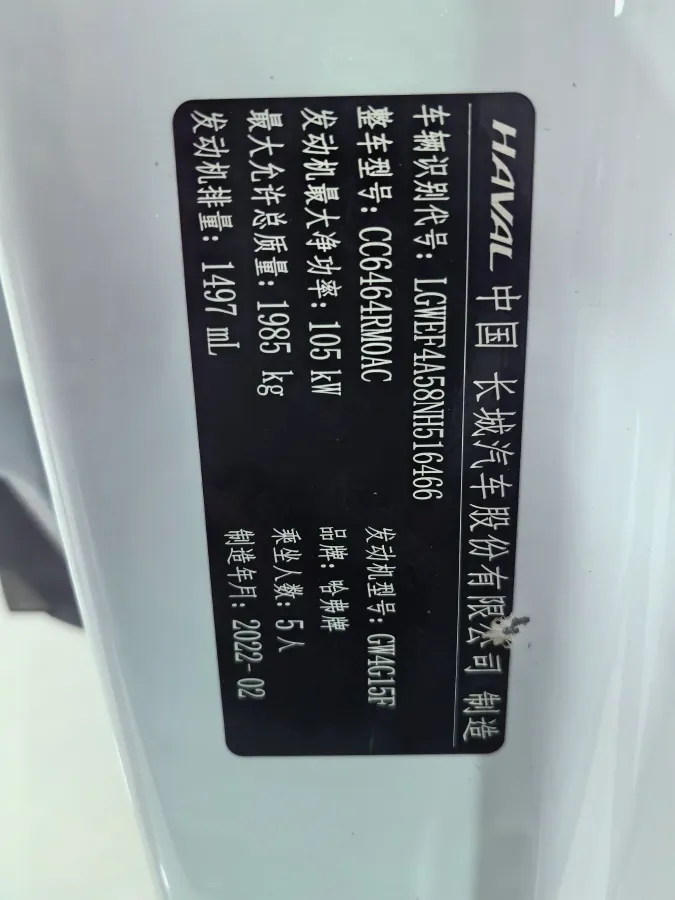 HAVAL 中国 长城汽车股份有限公司 制造
车辆识别代号：LGWEF4A58NH516466
整车型号：CC6464RM0AC 发动机型号：GW4G15F
发动机最大净功率：105 kW 品牌：哈弗牌
最大允许总质量：1985 kg 乘坐人数：5人
发动机排量：1497 mL 制造年月：2022-02